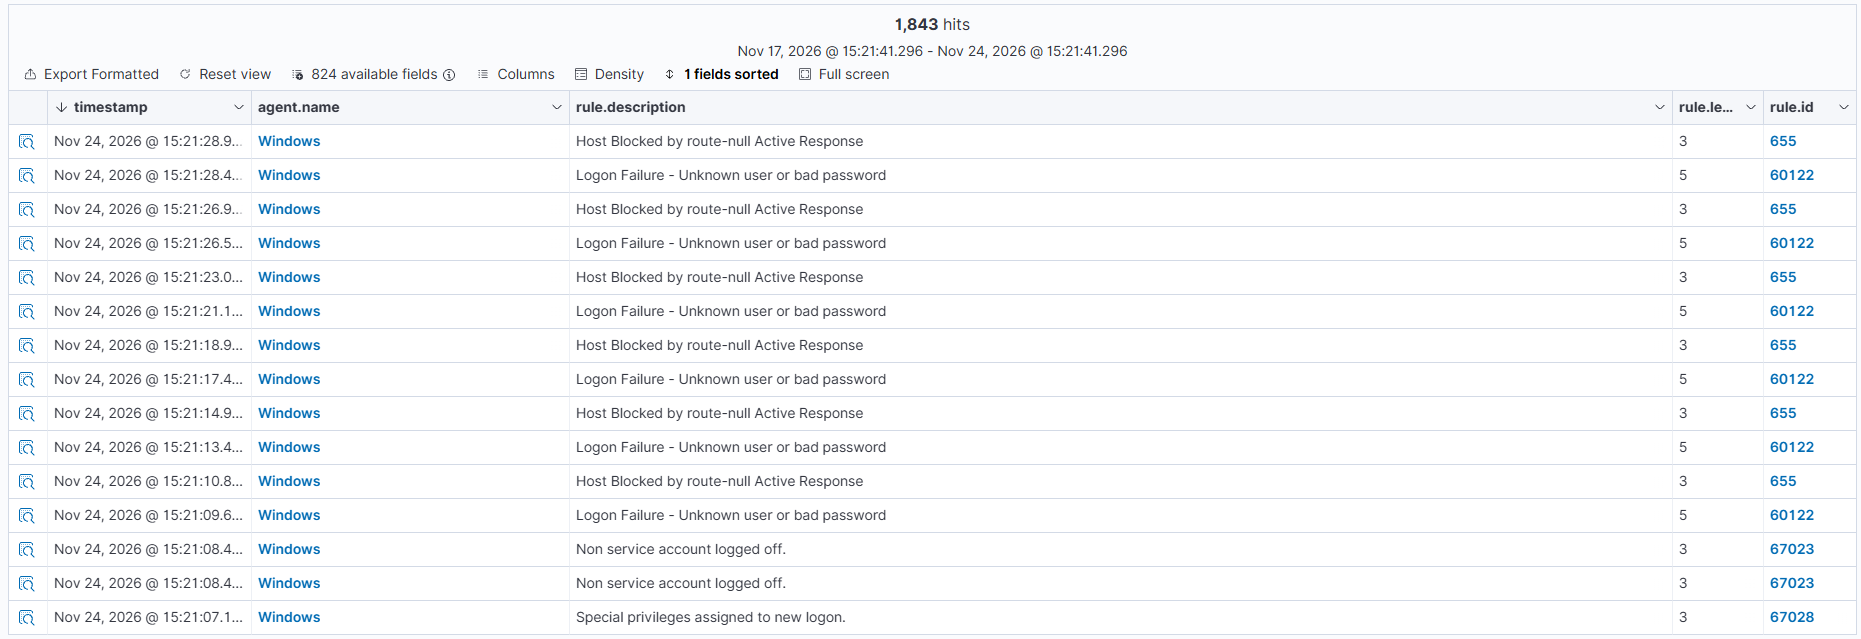 1,843 hits
Nov 17, 2026 @ 15:21:41.296 - Nov 24, 2026 @ 15:21:41.296
Export Formatted Reset view 824 available fields Columns Density 1 fields sorted Full screen
timestamp agent.name rule.description rule.le... rule.id
Nov 24, 2026 @ 15:21:28.9... Windows Host Blocked by route-null Active Response 3 655
Nov 24, 2026 @ 15:21:28.4... Windows Logon Failure - Unknown user or bad password 5 60122
Nov 24, 2026 @ 15:21:26.9... Windows Host Blocked by route-null Active Response 3 655
Nov 24, 2026 @ 15:21:26.5... Windows Logon Failure - Unknown user or bad password 5 60122
Nov 24, 2026 @ 15:21:23.0... Windows Host Blocked by route-null Active Response 3 655
Nov 24, 2026 @ 15:21:21.1... Windows Logon Failure - Unknown user or bad password 5 60122
Nov 24, 2026 @ 15:21:18.9... Windows Host Blocked by route-null Active Response 3 655
Nov 24, 2026 @ 15:21:17.4... Windows Logon Failure - Unknown user or bad password 5 60122
Nov 24, 2026 @ 15:21:14.9... Windows Host Blocked by route-null Active Response 3 655
Nov 24, 2026 @ 15:21:13.4... Windows Logon Failure - Unknown user or bad password 5 60122
Nov 24, 2026 @ 15:21:10.8... Windows Host Blocked by route-null Active Response 3 655
Nov 24, 2026 @ 15:21:09.6... Windows Logon Failure - Unknown user or bad password 5 60122
Nov 24, 2026 @ 15:21:08.4... Windows Non service account logged off. 3 67023
Nov 24, 2026 @ 15:21:08.4... Windows Non service account logged off. 3 67023
Nov 24, 2026 @ 15:21:07.1... Windows Special privileges assigned to new logon. 3 67028